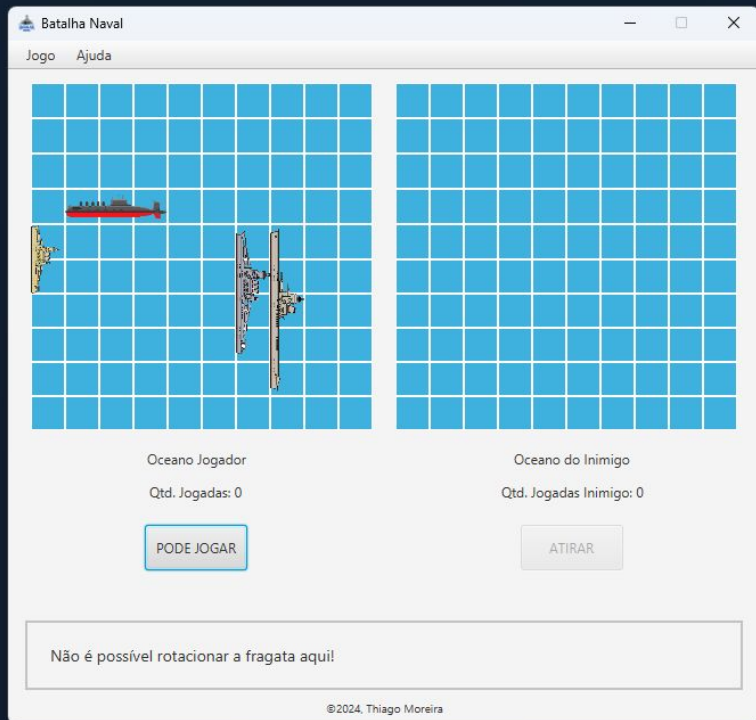 Batalha Naval
Jogo Ajuda
Oceano Jogador
Oceano do Inimigo
Qtd. Jogadas: 0
Qtd. Jogadas Inimigo: 0
PODE JOGAR
ATIRAR
Não é possível rotacionar a fragata aqui!
©2024, Thiago Moreira